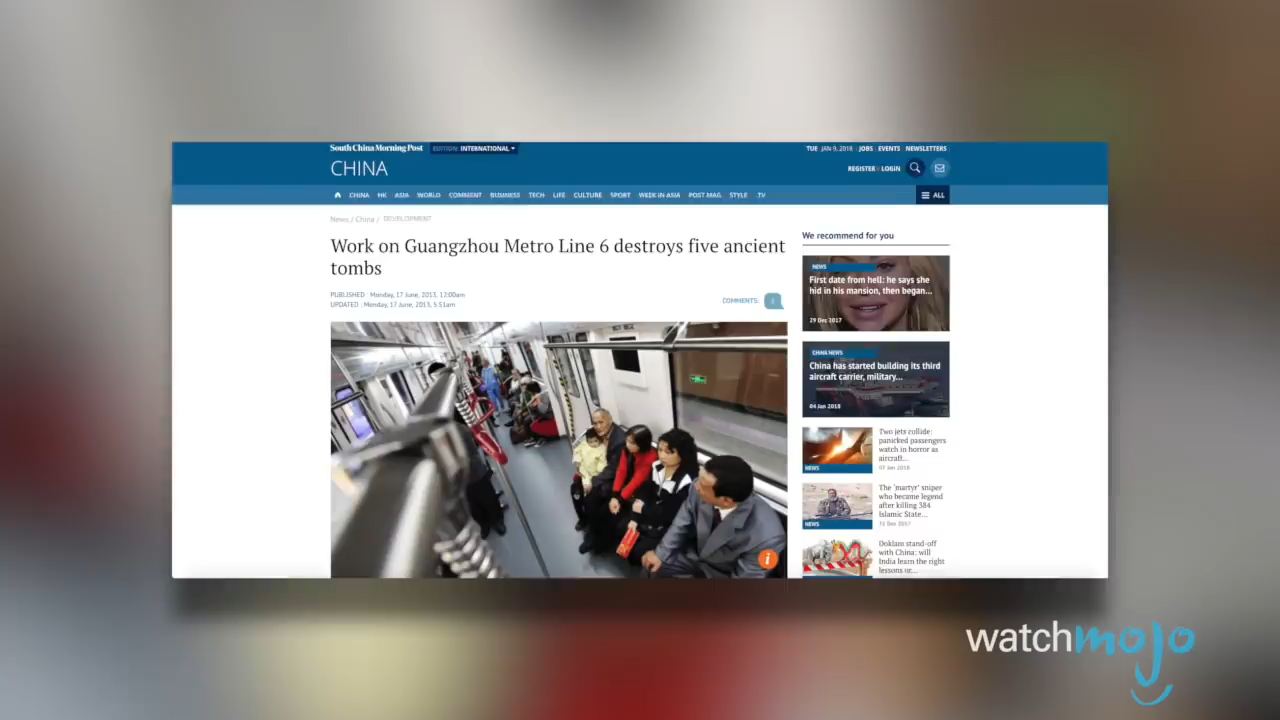 South China Morning Post
EDITION: INTERNATIONAL
TUE JAN 9, 2018 JOBS EVENTS NEWSLETTERS
CHINA
REGISTER LOGIN
CHINA HK ASIA WORLD COMMENT BUSINESS TECH LIFE CULTURE SPORT WEEK IN ASIA POST MAG STYLE TV
ALL
News / China / DEVELOPMENT
Work on Guangzhou Metro Line 6 destroys five ancient
tombs
PUBLISHED : Monday, 17 June, 2013, 12:00am
UPDATED : Monday, 17 June, 2013, 5:51am
COMMENTS:
i
We recommend for you
NEWS
First date from hell: he says she
hid in his mansion, then began...
29 Dec 2017
CHINA NEWS
China has started building its third
aircraft carrier, military...
04 Jan 2018
Two jets collide:
panicked passengers
watch in horror as
aircraft...
07 Jan 2018
NEWS
The 'martyr' sniper
who became legend
after killing 384
Islamic State...
Dec 2017
NEWS
Doklam stand-off
with China: will
India learn the right
lessons or...
watchmojo